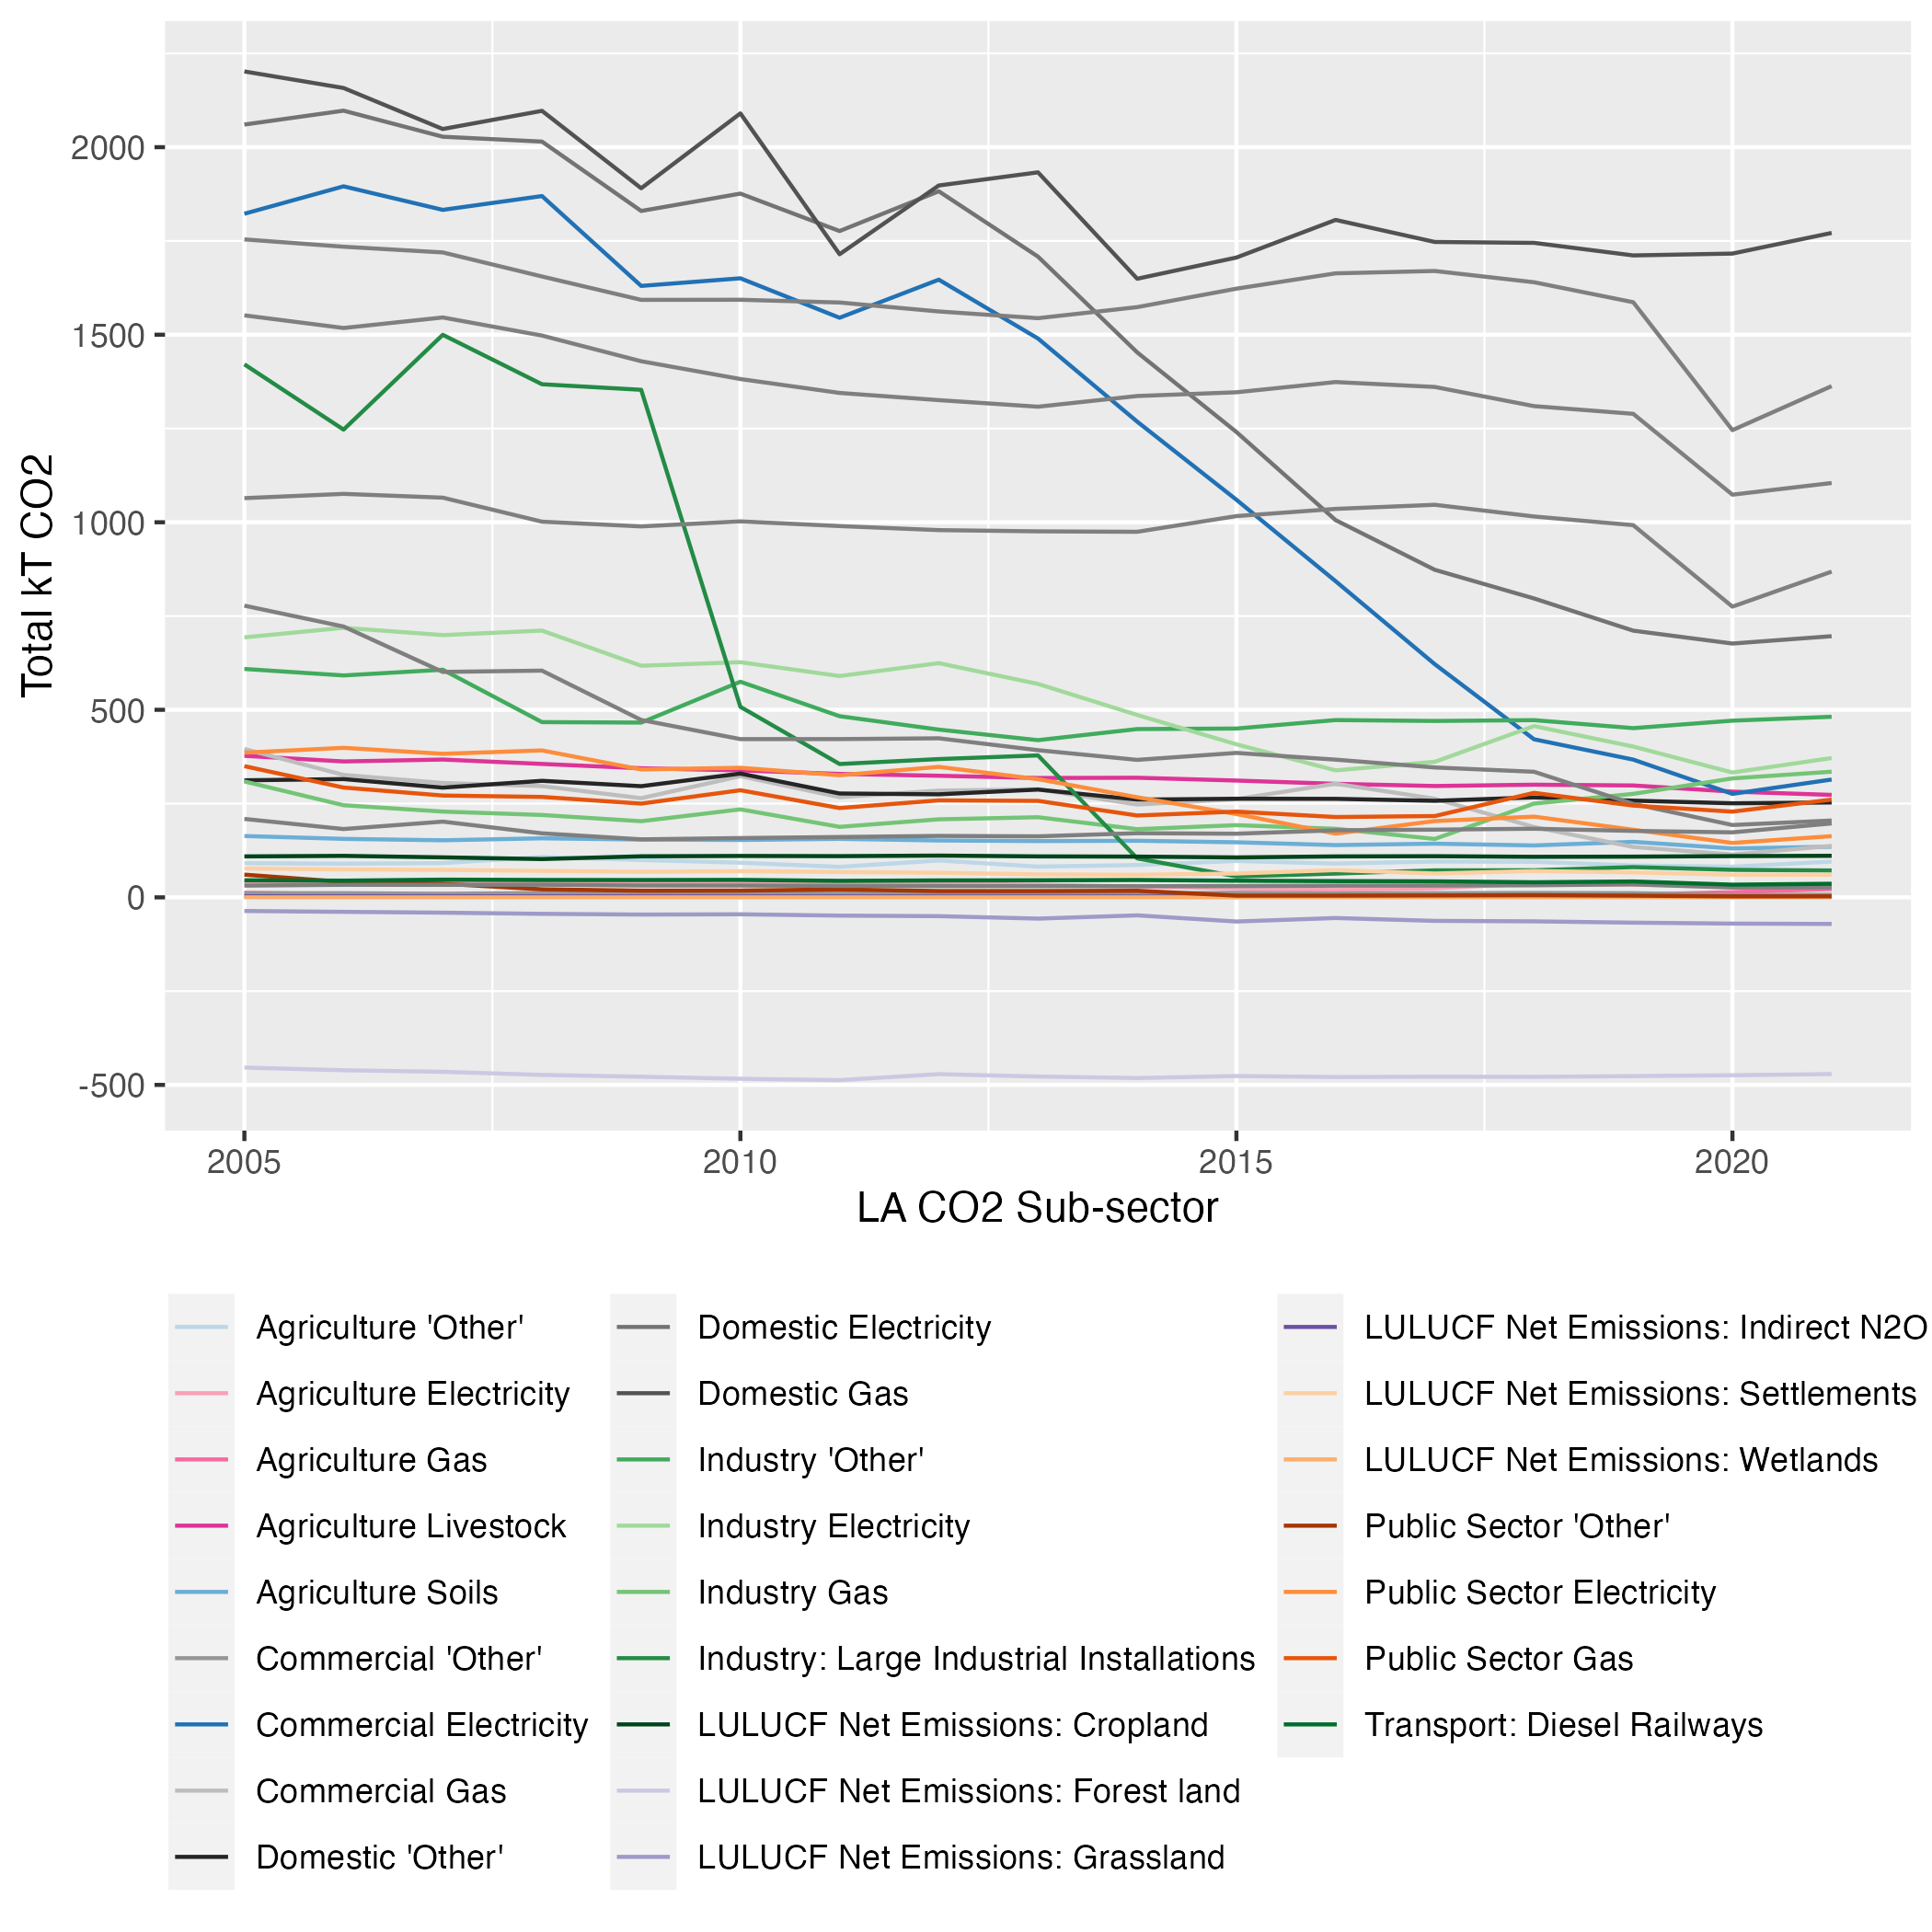 Total kT CO2
2000
1500
1000
500
0
-500
2005 2010 2015 2020
LA CO2 Sub-sector
Agriculture 'Other'
Agriculture Electricity
Agriculture Gas
Agriculture Livestock
Agriculture Soils
Commercial 'Other'
Commercial Electricity
Commercial Gas
Domestic 'Other'
Domestic Electricity
Domestic Gas
Industry 'Other'
Industry Electricity
Industry Gas
Industry: Large Industrial Installations
LULUCF Net Emissions: Cropland
LULUCF Net Emissions: Forest land
LULUCF Net Emissions: Grassland
LULUCF Net Emissions: Indirect N2O
LULUCF Net Emissions: Settlements
LULUCF Net Emissions: Wetlands
Public Sector 'Other'
Public Sector Electricity
Public Sector Gas
Transport: Diesel Railways